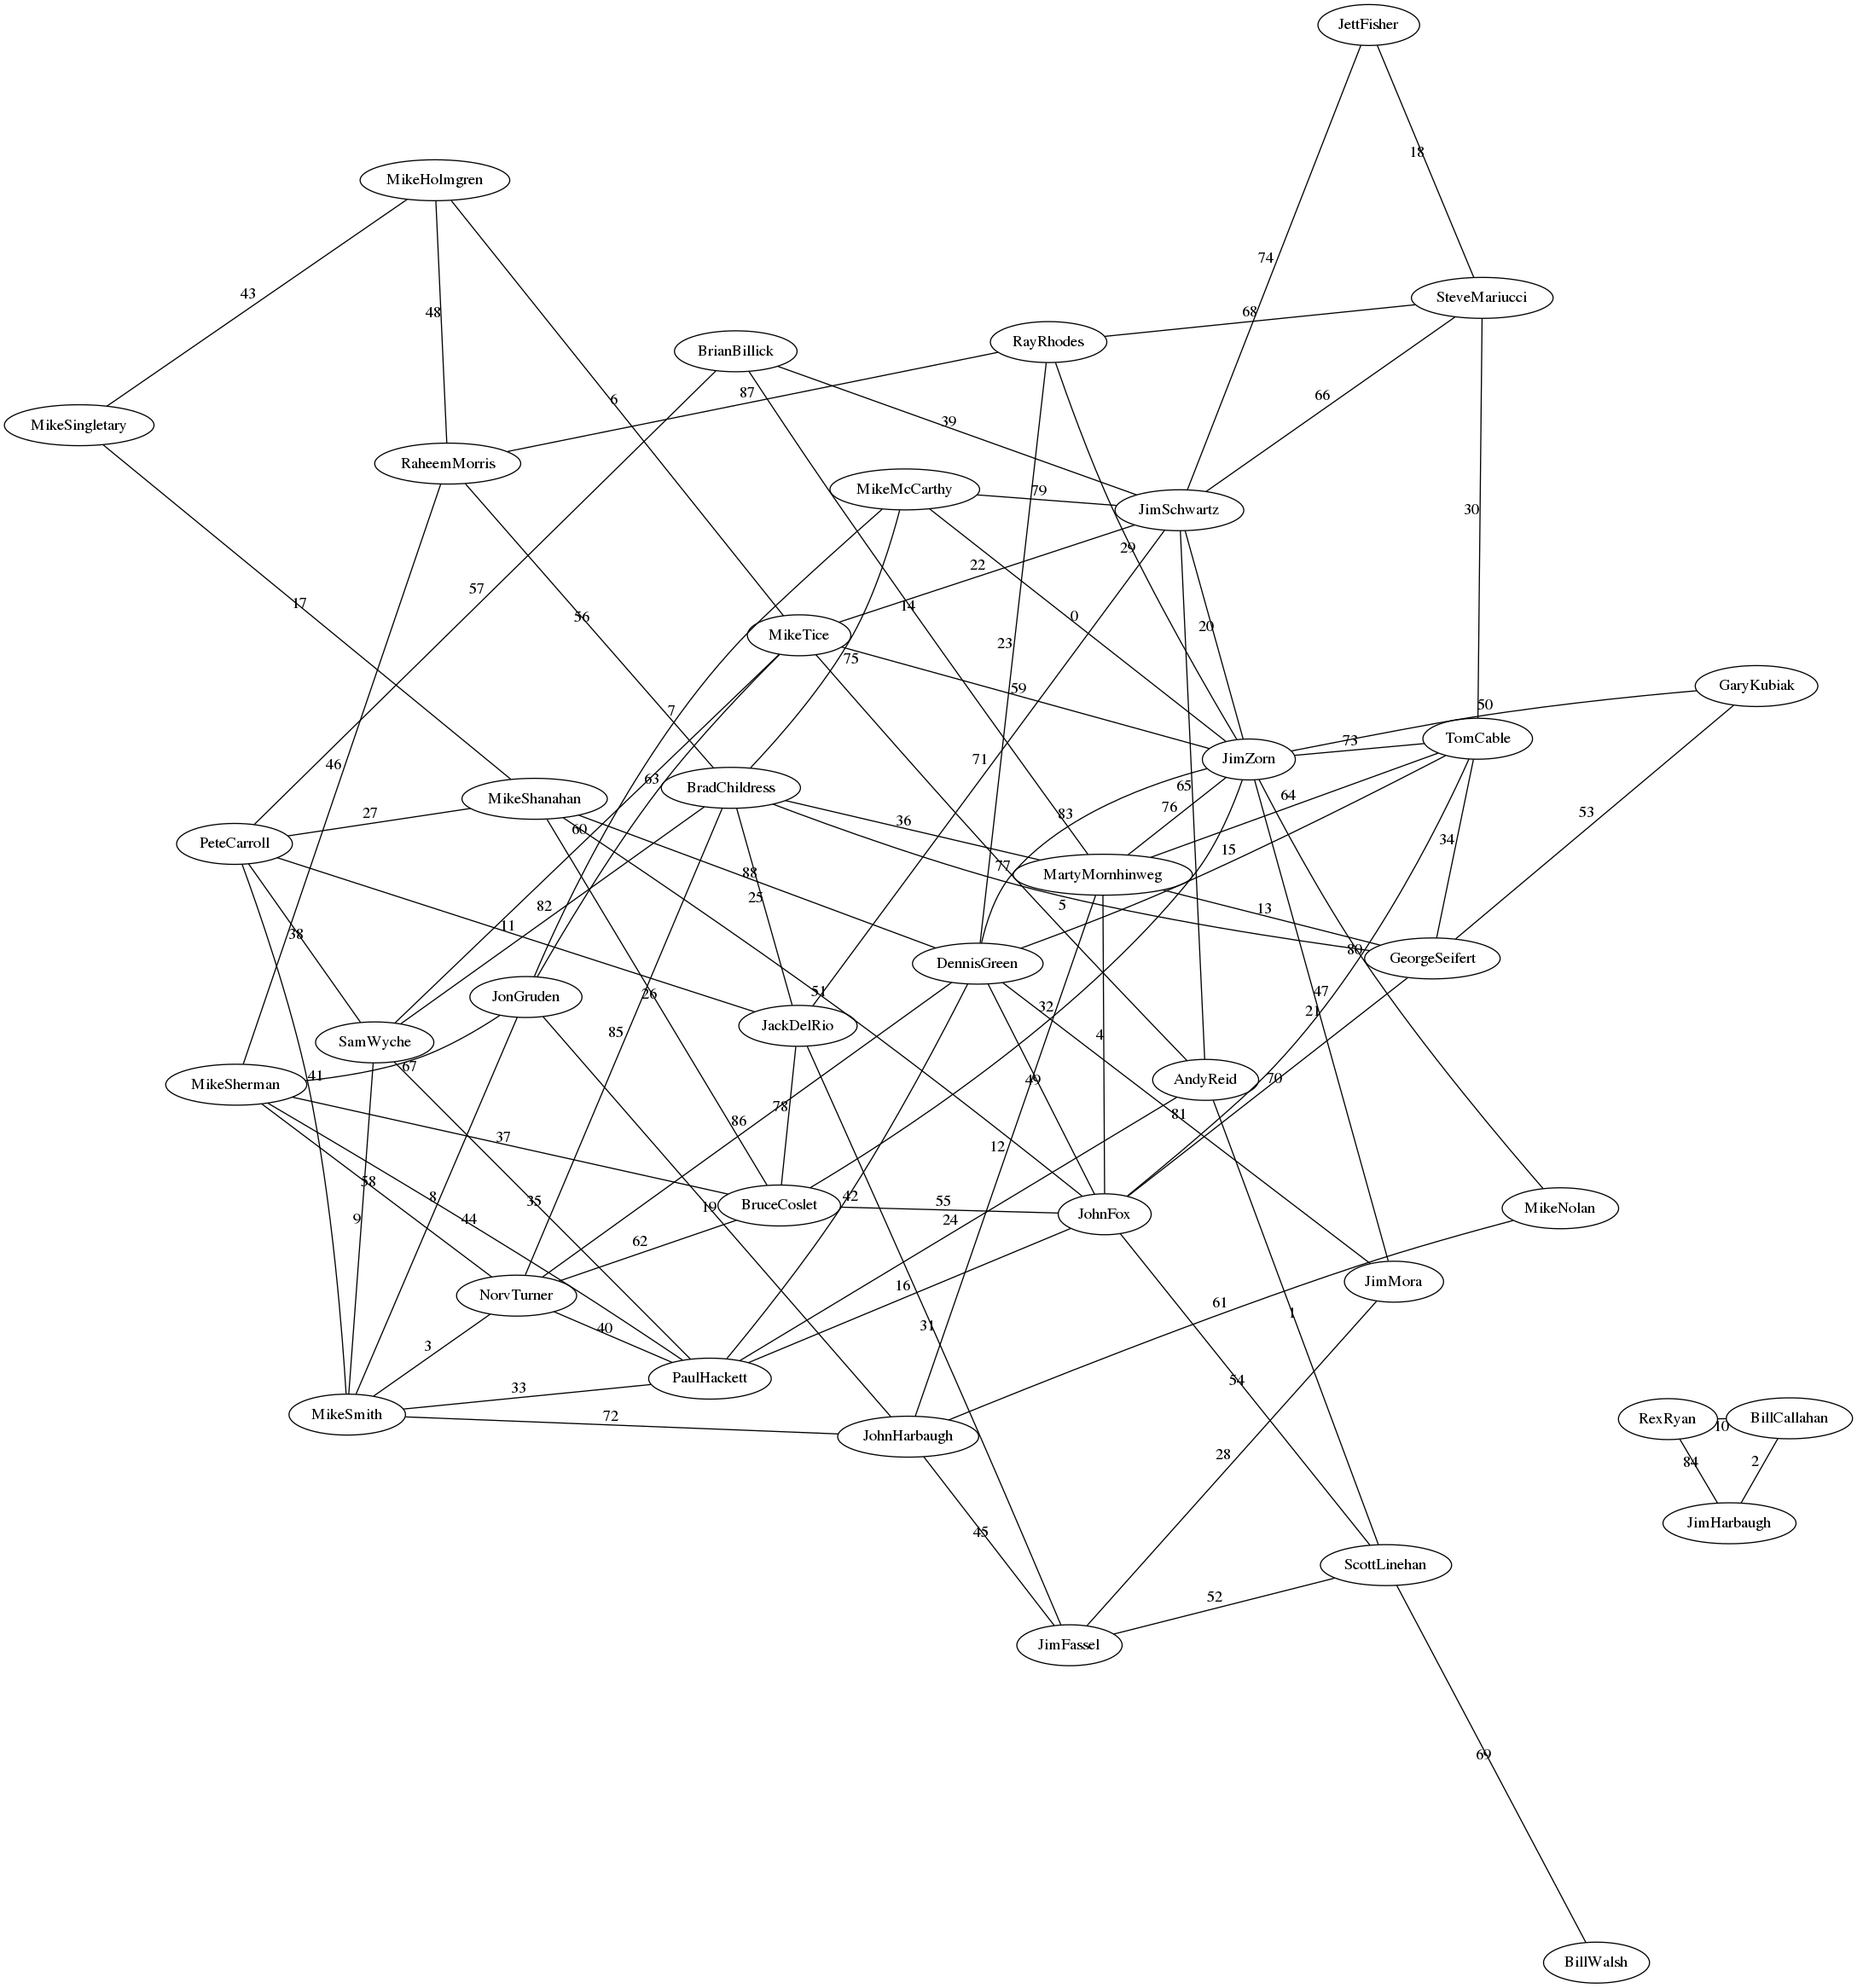 JettFisher
18
MikeHolmgren
74
43
SteveMariucci
48
68
RayRhodes
BrianBillick
87
66
6
39
MikeSingletary
RaheemMorris
MikeMcCarthy
79
JimSchwartz
30
29
22
57
17
14
56
0
20
MikeTice
23
75
GaryKubiak
59
50
7
TomCable
73
JimZorn
71
46
63
65
BradChildress
64
MikeShanahan
76
53
27
83
36
60
PeteCarroll
34
15
77
88
MartyMornhinweg
25
82
5
13
11
38
80
GeorgeSeifert
DennisGreen
51
26
47
JonGruden
32
21
JackDelRio
85
4
SamWyche
67
41
49
70
AndyReid
MikeSherman
78
81
86
37
12
58
8
42
35
55
BruceCoslet
19
MikeNolan
JohnFox
9
44
24
62
JimMora
16
NorvTurner
61
1
31
40
3
PaulHackett
54
33
MikeSmith
72
RexRyan
BillCallahan
10
JohnHarbaugh
28
84
2
JimHarbaugh
45
ScottLinehan
52
JimFassel
69
BillWalsh